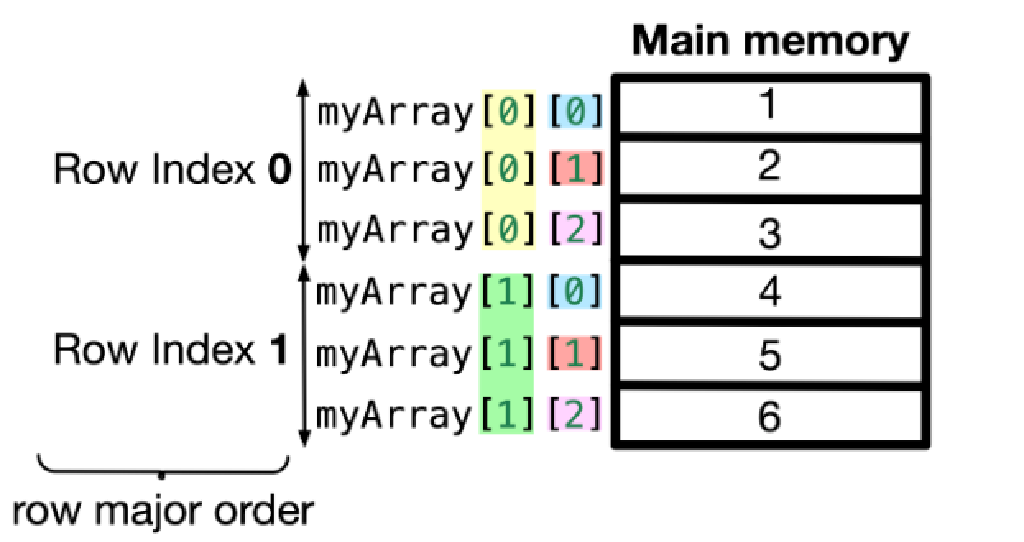 Main memory
myArray[0][0] 1
Row Index 0 myArray[0][1] 2
myArray[0][2] 3
myArray[1][0] 4
Row Index 1 myArray[1][1] 5
myArray[1][2] 6
row major order